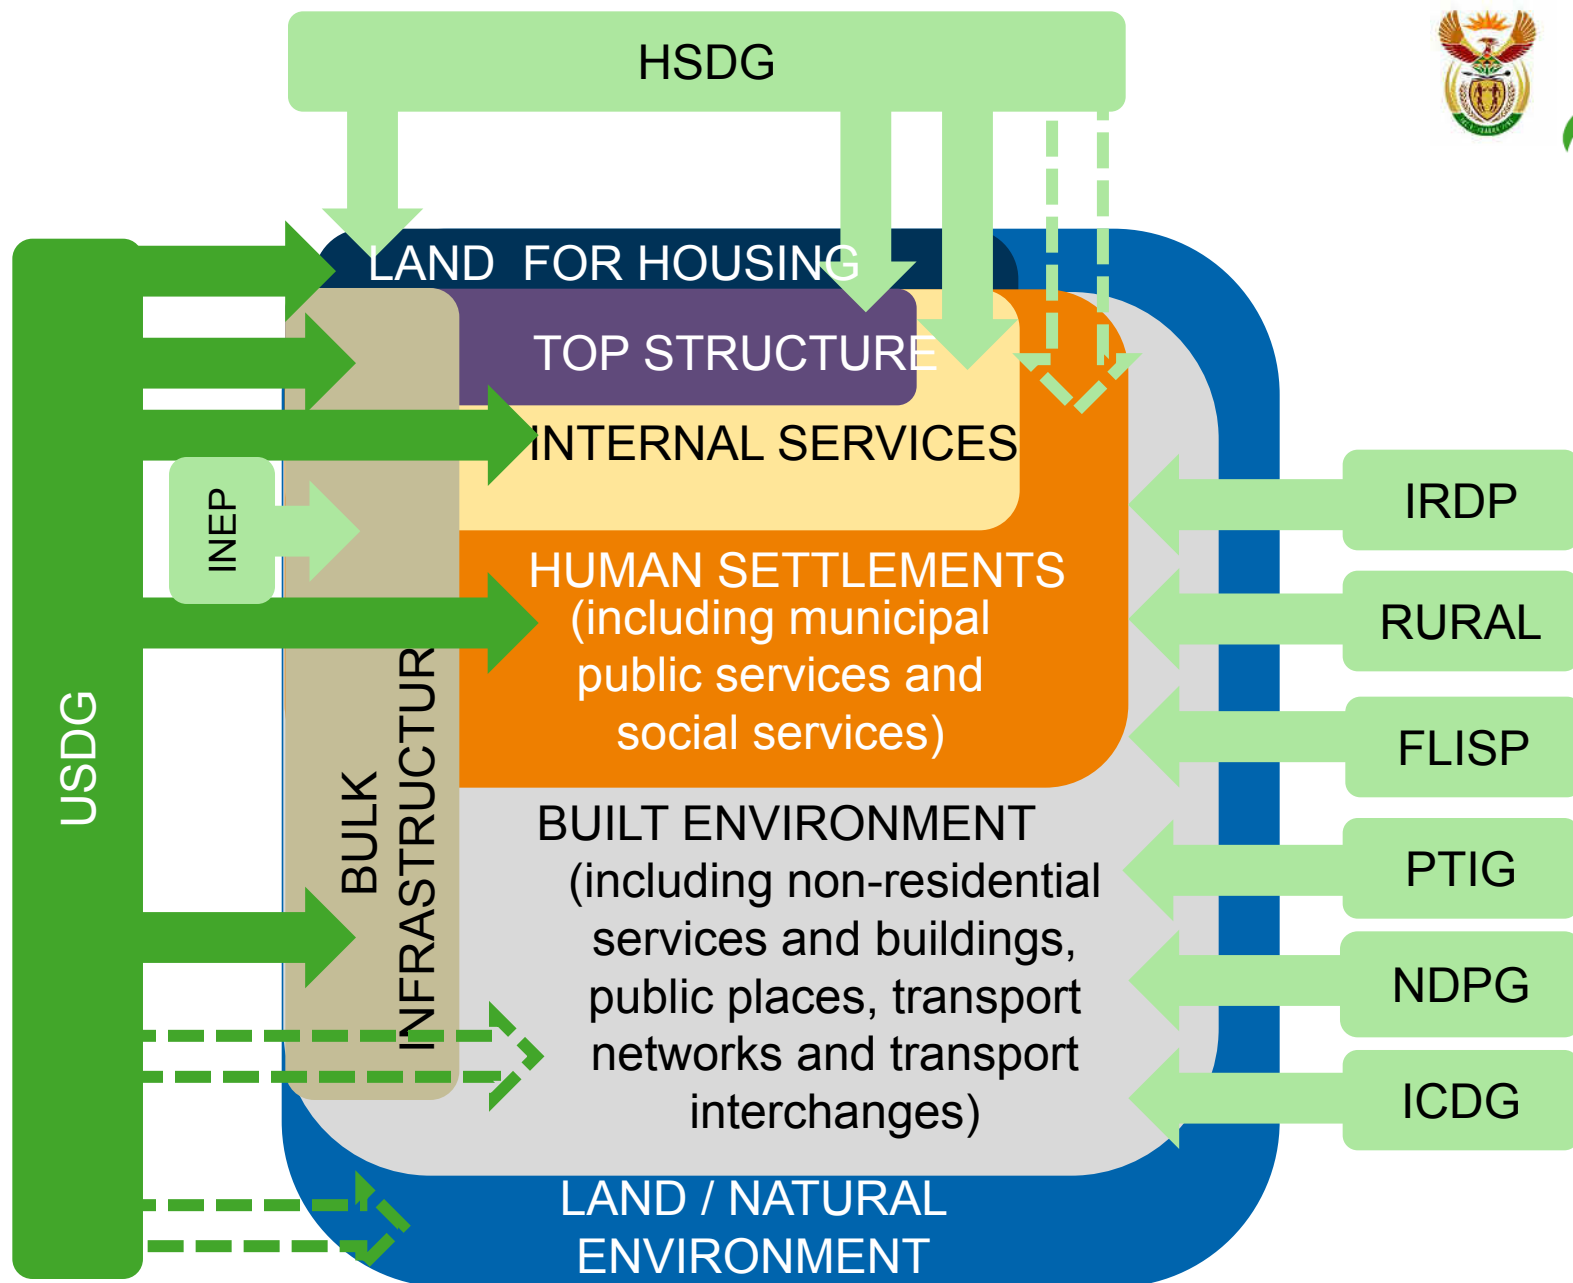 HSDG
LAND FOR HOUSING
TOP STRUCTURE
INTERNAL SERVICES
INEP
HUMAN SETTLEMENTS
(including municipal
public services and
social services)
USDG
BULK
INFRASTRUCTUR
BUILT ENVIRONMENT
(including non-residential
services and buildings,
public places, transport
networks and transport
interchanges)
LAND / NATURAL
ENVIRONMENT
IRDP
RURAL
FLISP
PTIG
NDPG
ICDG